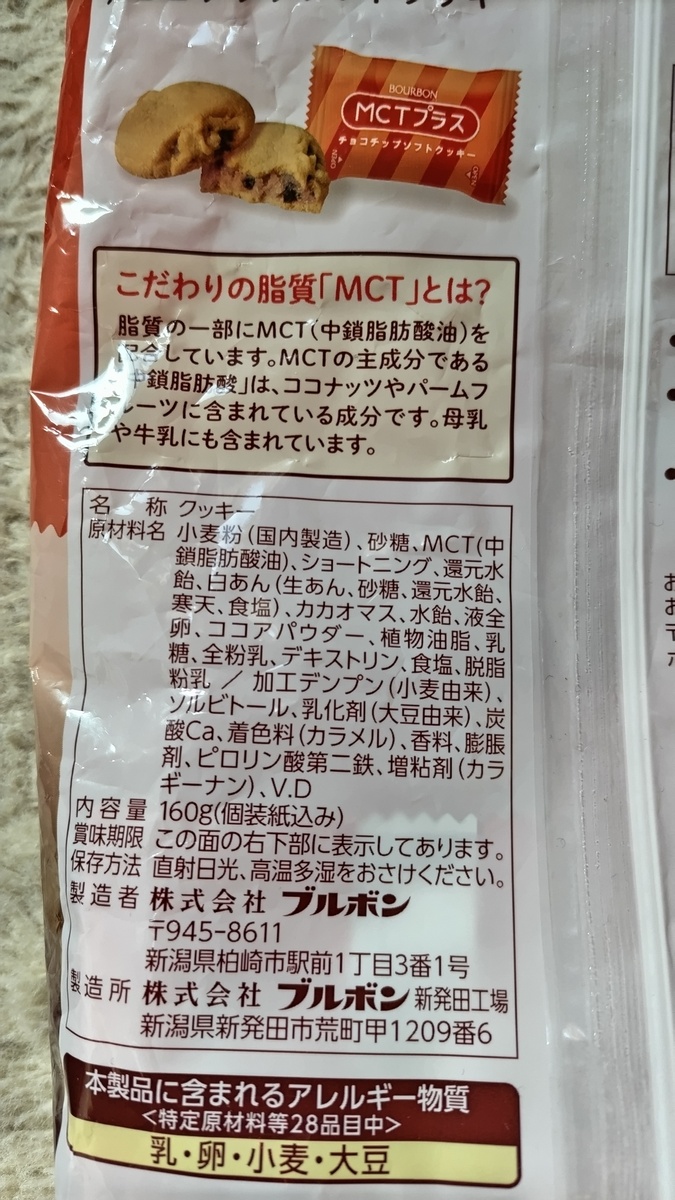 BOURBON
MCTプラス
チョコチップソフトクッキー
OPEN
OPEN
こだわりの脂質「MCT」とは?
脂質の一部にMCT(中鎖脂肪酸油)を
配合しています。MCTの主成分である
「中鎖脂肪酸」は、ココナッツやパームフ
ルーツに含まれている成分です。母乳
や牛乳にも含まれています。
名 称 クッキー
原材料名 小麦粉(国内製造)、砂糖、MCT(中
鎖脂肪酸油)、ショートニング、還元水
飴、白あん(生あん、砂糖、還元水飴、
寒天、食塩)、カカオマス、水飴、液全
卵、ココアパウダー、植物油脂、乳
糖、全粉乳、デキストリン、食塩、脱脂
粉乳 / 加工デンプン(小麦由来)、
ソルビトール、乳化剤(大豆由来)、炭
酸Ca、着色料(カラメル)、香料、膨脹
剤、ピロリン酸第二鉄、増粘剤(カラ
ギーナン)、V.D
内容量 160g(個装紙込み)
賞味期限 この面の右下部に表示してあります。
保存方法 直射日光、高温多湿をおさけください。
製造者 株式会社 ブルボン
〒945-8611
新潟県柏崎市駅前1丁目3番1号
製造所 株式会社 ブルボン 新発田工場
新潟県新発田市荒町甲1209番6
本製品に含まれるアレルギー物質
<特定原材料等28品目中>
乳・卵・小麦・大豆